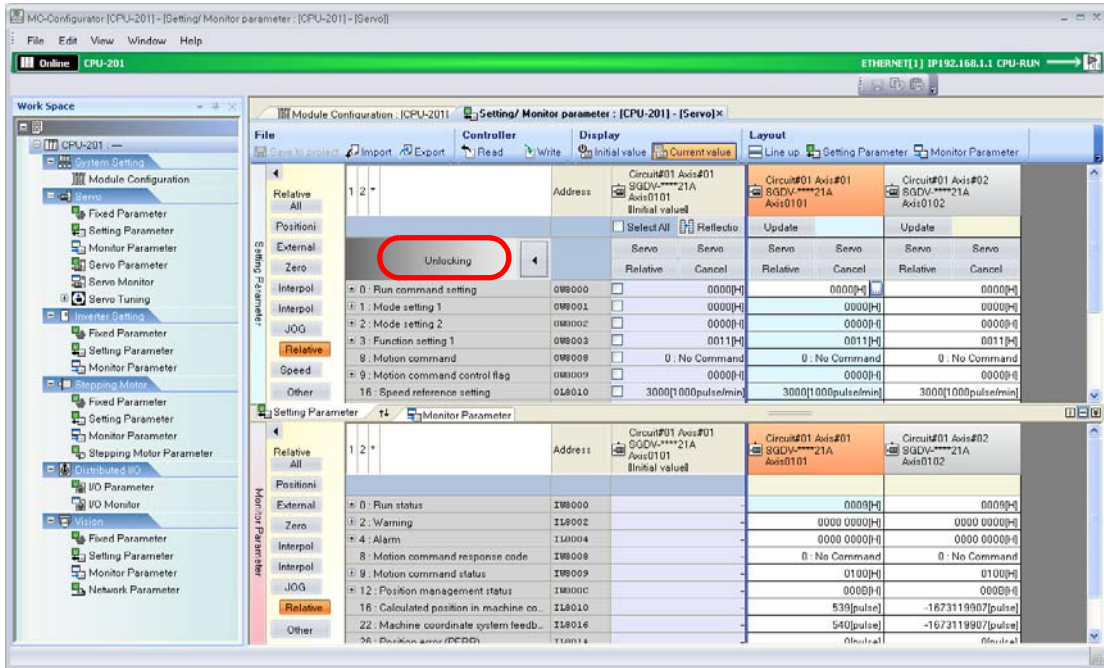 MC-Configurator [CPU-201] - [Setting/ Monitor parameter : [CPU-201] - [Servo]]
File Edit View Window Help
Online CPU-201 ETHERNET[1] IP192.168.1.1 CPU-RUN
Work Space
Module Configuration : [CPU-201] Setting/ Monitor parameter : [CPU-201] - [Servo]×
CPU-201 : —
System Setting
Module Configuration
Servo
Fixed Parameter
Setting Parameter
Monitor Parameter
Servo Parameter
Servo Monitor
Servo Tuning
Inverter Setting
Fixed Parameter
Setting Parameter
Monitor Parameter
Stepping Motor
Fixed Parameter
Setting Parameter
Monitor Parameter
Stepping Motor Parameter
Distributed I/O
I/O Parameter
I/O Monitor
Vision
Fixed Parameter
Setting Parameter
Monitor Parameter
Network Parameter
File Controller Display Layout
Save to project Import Export Read Write Initial value Current value Line up Setting Parameter Monitor Parameter
Setting Parameter
Relative
All
Positioni
External
Zero
Interpol
Interpol
JOG
Relative
Speed
Other
1 2 * Address
Circuit#01 Axis#01
SGDV-****21A
Axis0101
[Initial value]
Circuit#01 Axis#01
SGDV-****21A
Axis0101
Circuit#01 Axis#02
SGDV-****21A
Axis0102
Select All Reflectio Update Update
Unlocking
Servo Servo Servo Servo Servo Servo
Relative Cancel Relative Cancel Relative Cancel
0 : Run command setting OW8000 0000[H] 0000[H] 0000[H]
1 : Mode setting 1 OW8001 0000[H] 0000[H] 0000[H]
2 : Mode setting 2 OW8002 0000[H] 0000[H] 0000[H]
3 : Function setting 1 OW8003 0011[H] 0011[H] 0011[H]
8 : Motion command OW8008 0 : No Command 0 : No Command 0 : No Command
9 : Motion command control flag OW8009 0000[H] 0000[H] 0000[H]
16 : Speed reference setting OL8010 3000[1000pulse/min] 3000[1000pulse/min] 3000[1000pulse/min]
Setting Parameter Monitor Parameter
Monitor Parameter
Relative
All
Positioni
External
Zero
Interpol
Interpol
JOG
Relative
Other
1 2 * Address
Circuit#01 Axis#01
SGDV-****21A
Axis0101
[Initial value]
Circuit#01 Axis#01
SGDV-****21A
Axis0101
Circuit#01 Axis#02
SGDV-****21A
Axis0102
0 : Run status IW8000 - 0009[H] 0009[H]
2 : Warning IL8002 - 0000 0000[H] 0000 0000[H]
4 : Alarm IL8004 - 0000 0000[H] 0000 0000[H]
8 : Motion command response code IW8008 - 0 : No Command 0 : No Command
9 : Motion command status IW8009 - 0100[H] 0100[H]
12 : Position management status IW800C - 000B[H] 000B[H]
16 : Calculated position in machine co... IL8010 - 539[pulse] -1673119907[pulse]
22 : Machine coordinate system feedb... IL8016 - 540[pulse] -1673119907[pulse]
26 : Position error (PERR) 0[pulse] 0[pulse]